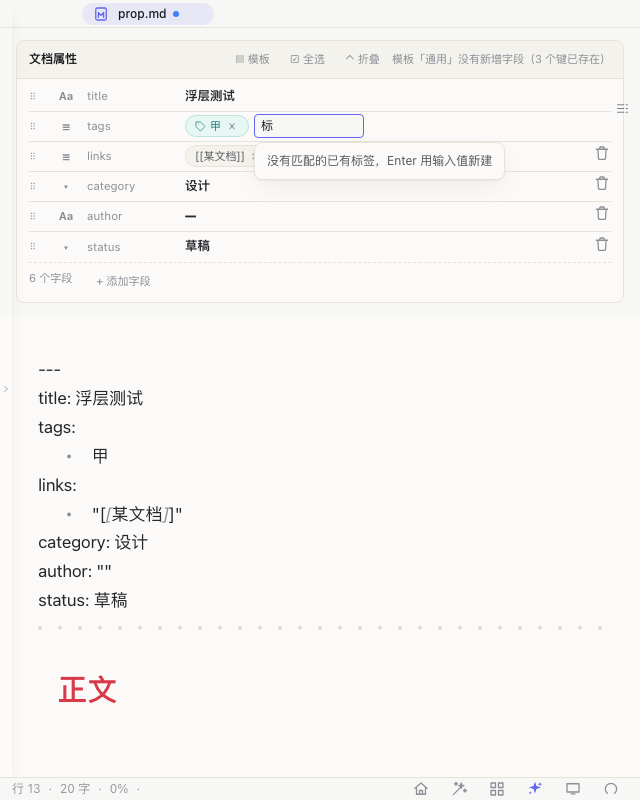 prop.md
文档属性
模板 全选 折叠 模板「通用」没有新增字段（3 个键已存在）
Aa title 浮层测试
tags 甲 × 标
links [[某文档]]
没有匹配的已有标签，Enter 用输入值新建
category 设计
Aa author —
status 草稿
6 个字段 + 添加字段
---
title: 浮层测试
tags:
• 甲
links:
• "[[某文档]]"
category: 设计
author: ""
status: 草稿
正文
行 13 · 20 字 · 0% ·